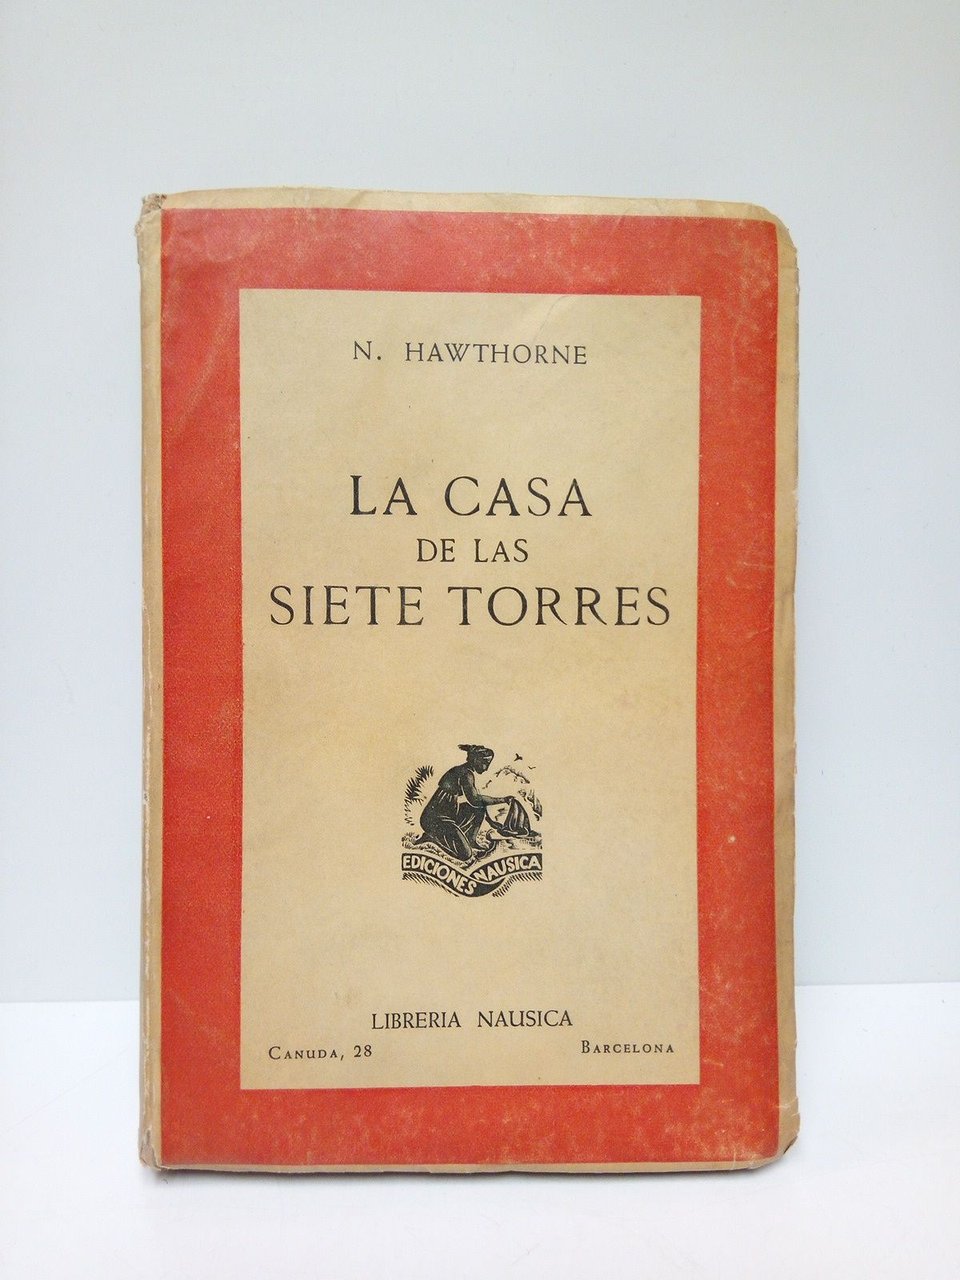 N. HAWTHORNE
LA CASA
DE LAS
SIETE TORRES
EDICIONES NAUSICA
LIBRERIA NAUSICA
CANUDA, 28 BARCELONA